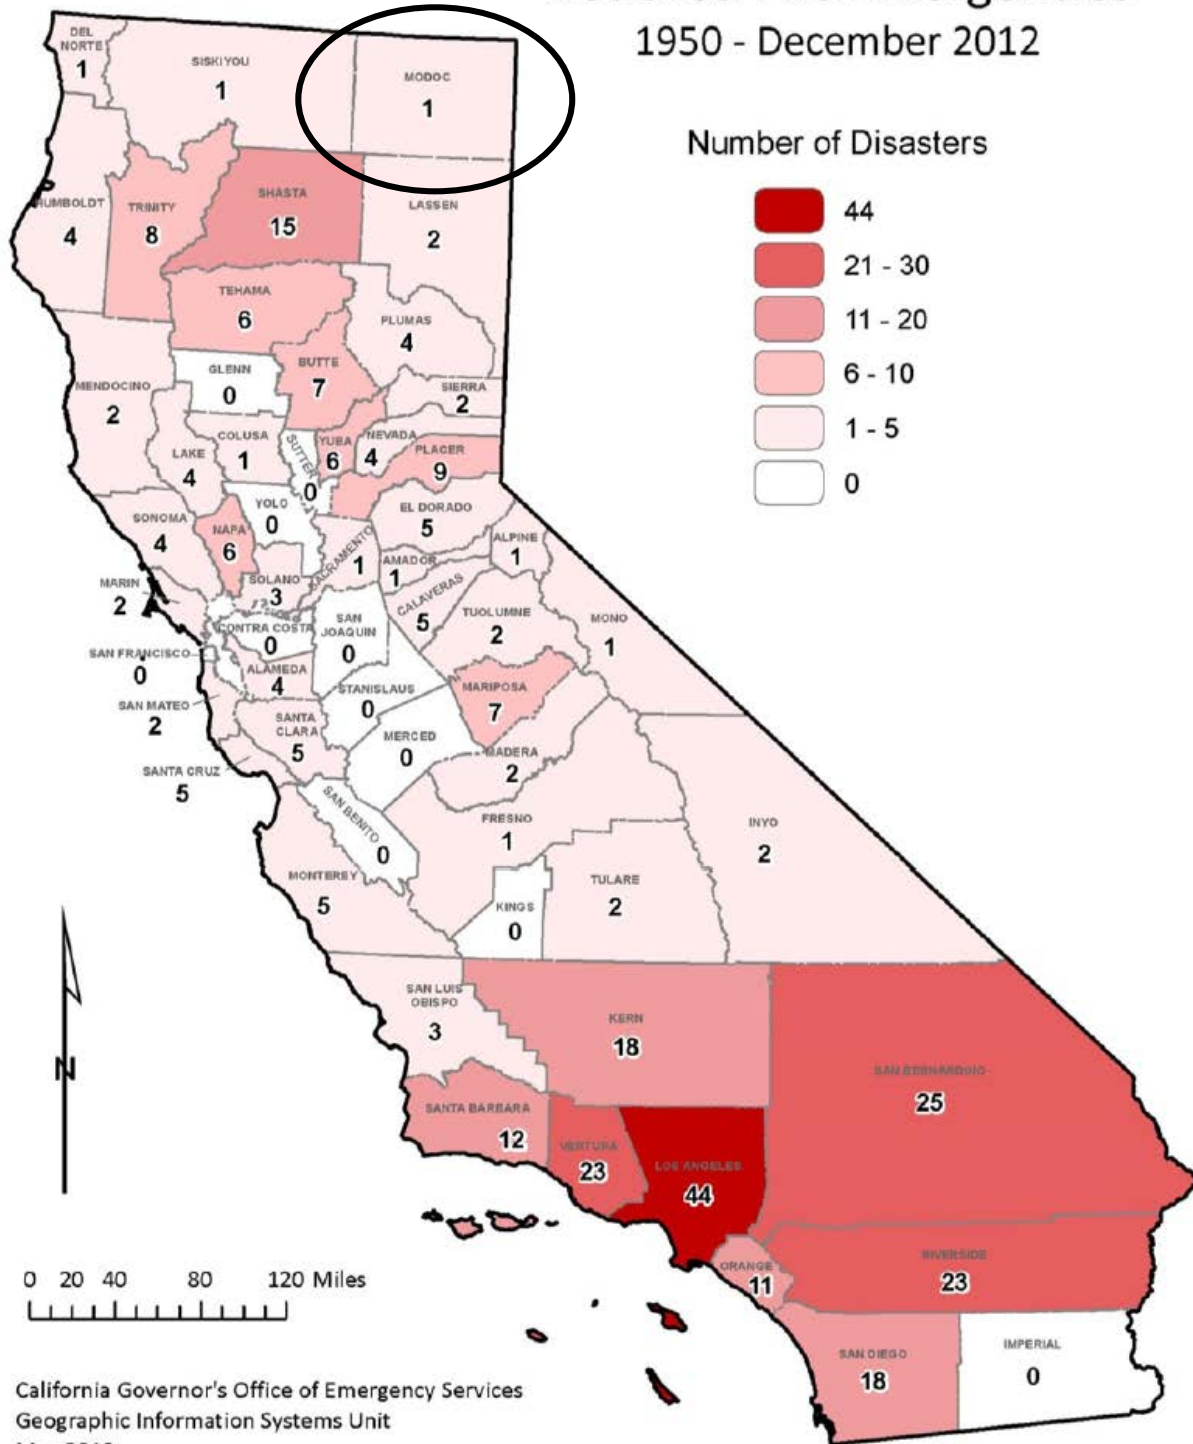 1950 - December 2012
Number of Disasters
44
21 - 30
11 - 20
6 - 10
1 - 5
0
DEL
NORTE
1
SISKIYOU
1
MODOC
1
HUMBOLDT
4
TRINITY
8
SHASTA
15
LASSEN
2
TEHAMA
6
PLUMAS
4
GLENN
0
BUTTE
7
MENDOCINO
2
SIERRA
2
COLUSA
1
LAKE
4
SUTTER
0
YUBA
6
NEVADA
4
PLACER
9
YOLO
0
EL DORADO
5
SONOMA
4
NAPA
6
SACRAMENTO
1
ALPINE
1
AMADOR
1
SOLANO
3
MARIN
2
CALAVERAS
5
TUOLUMNE
2
MONO
1
CONTRA COSTA
0
SAN
JOAQUIN
0
SAN FRANCISCO
0
ALAMEDA
4
STANISLAUS
0
MARIPOSA
7
SAN MATEO
2
SANTA
CLARA
5
MERCED
0
MADERA
2
SANTA CRUZ
5
SAN BENITO
0
FRESNO
1
INYO
2
MONTEREY
5
KINGS
0
TULARE
2
SAN LUIS
OBISPO
3
KERN
18
SAN BERNARDINO
25
SANTA BARBARA
12
VENTURA
23
LOS ANGELES
44
ORANGE
11
RIVERSIDE
23
SAN DIEGO
18
IMPERIAL
0
N
0 20 40 80 120 Miles
California Governor's Office of Emergency Services
Geographic Information Systems Unit